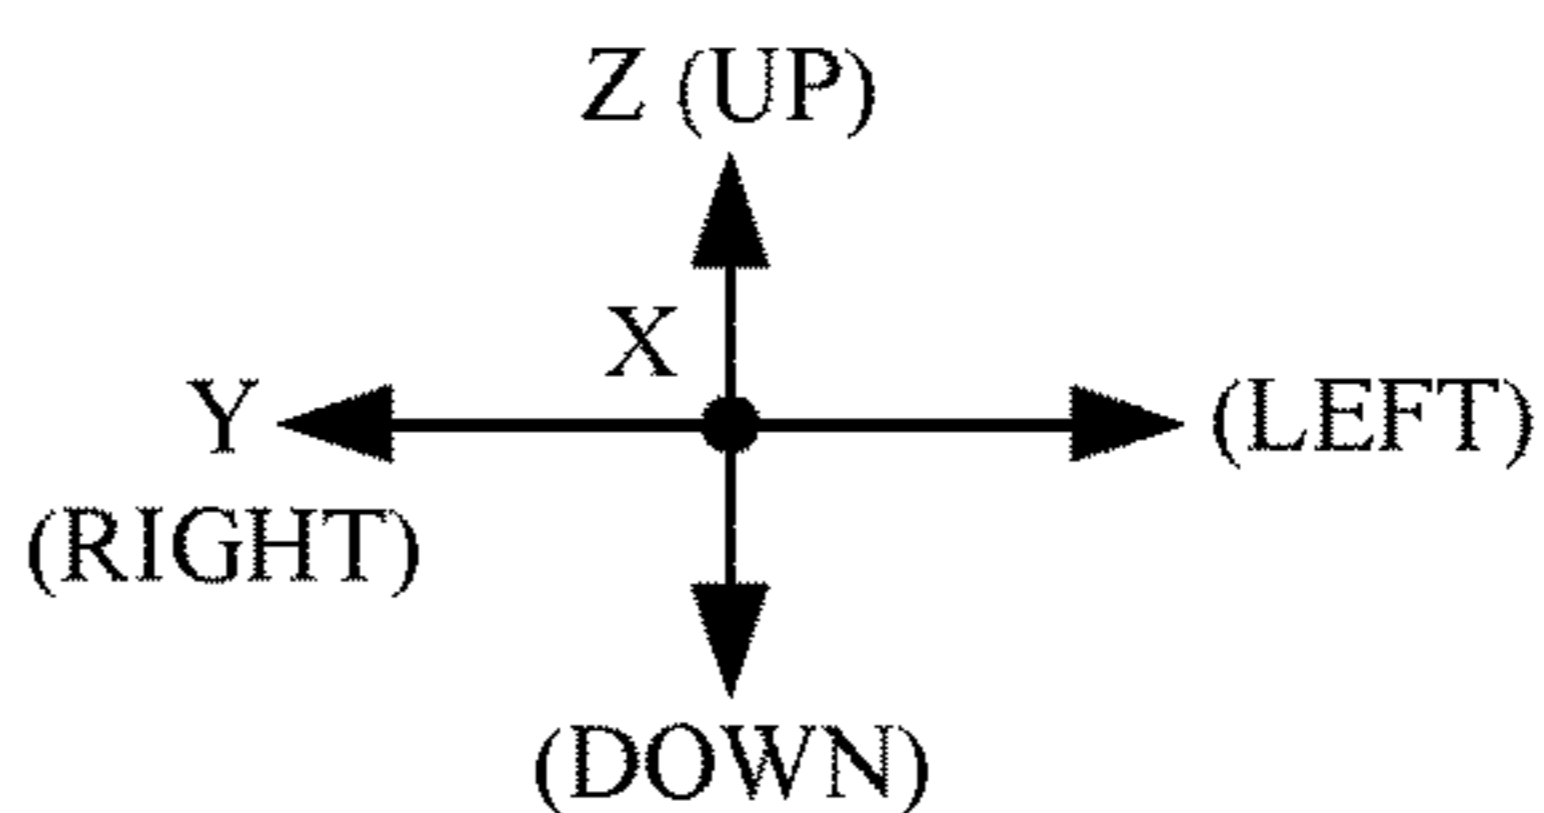 Z (UP)
X
Y
(LEFT)
(RIGHT)
(DOWN)